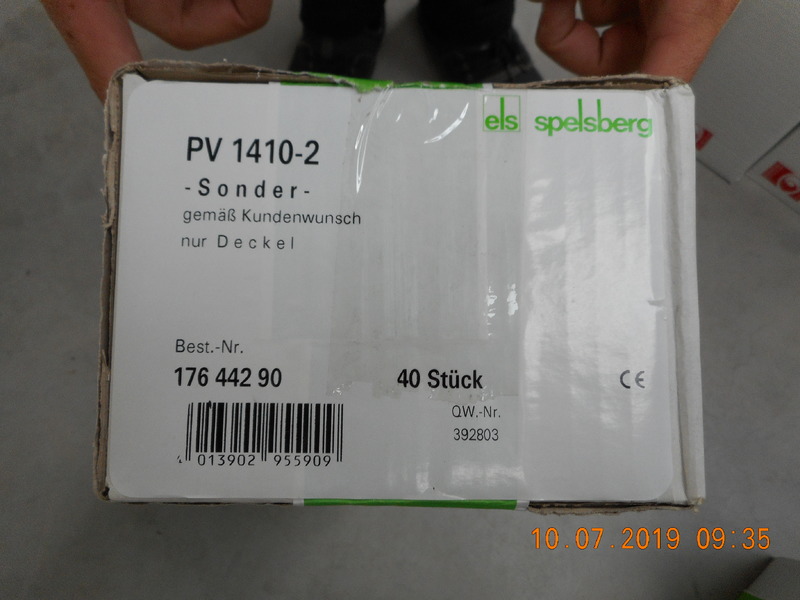 els spelsberg
PV 1410-2
- Sonder -
gemäß Kundenwunsch
nur Deckel
Best.-Nr.
176 442 90
40 Stück
CE
QW.-Nr.
392803
4 013902 955909
10.07.2019 09:35